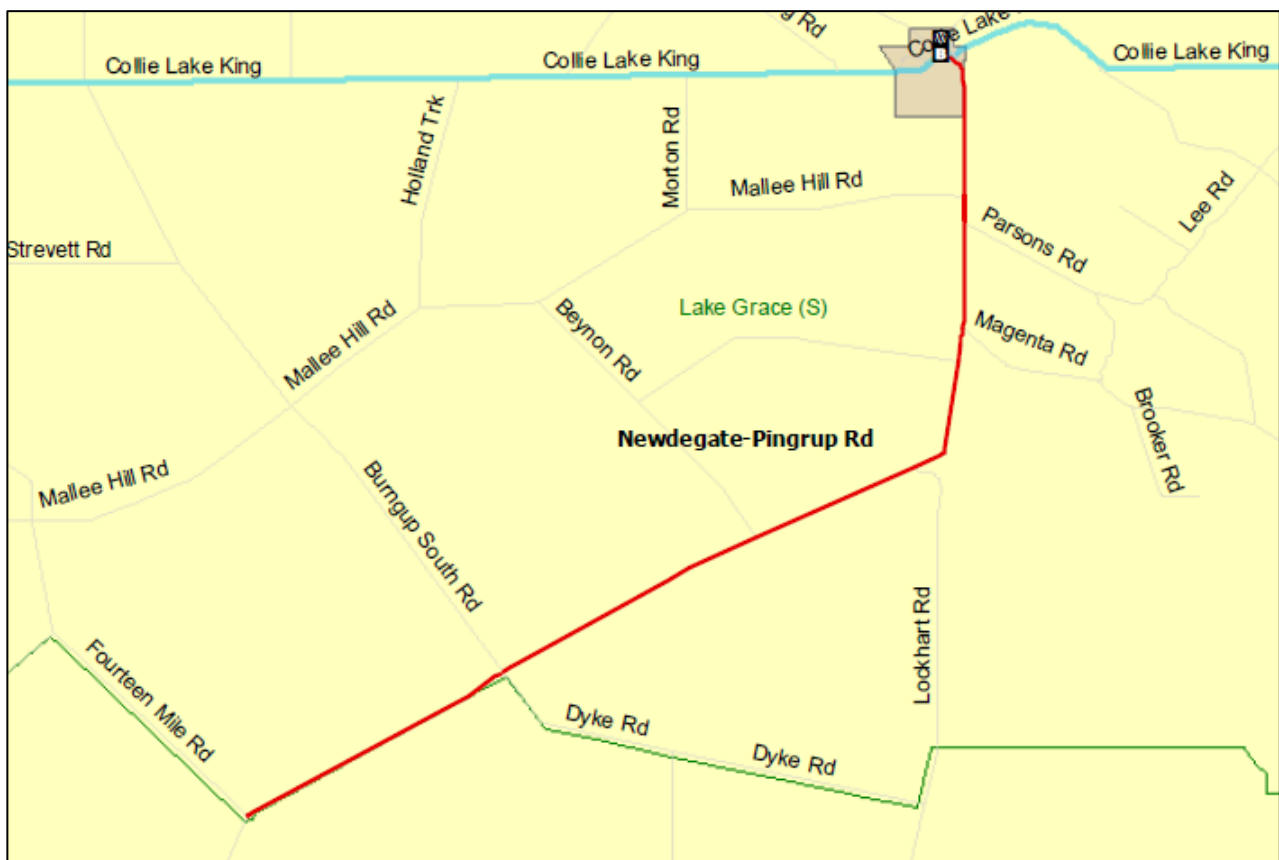 g Rd
Collie Lake
B
Collie Lake King
Collie Lake King
Collie Lake King
Holland Trk
Morton Rd
Mallee Hill Rd
Lee Rd
Parsons Rd
Strevett Rd
Lake Grace (S)
Mallee Hill Rd
Beynon Rd
Magenta Rd
Newdegate-Pingrup Rd
Brooker Rd
Mallee Hill Rd
Burngup South Rd
Lockhart Rd
Fourteen Mile Rd
Dyke Rd
Dyke Rd